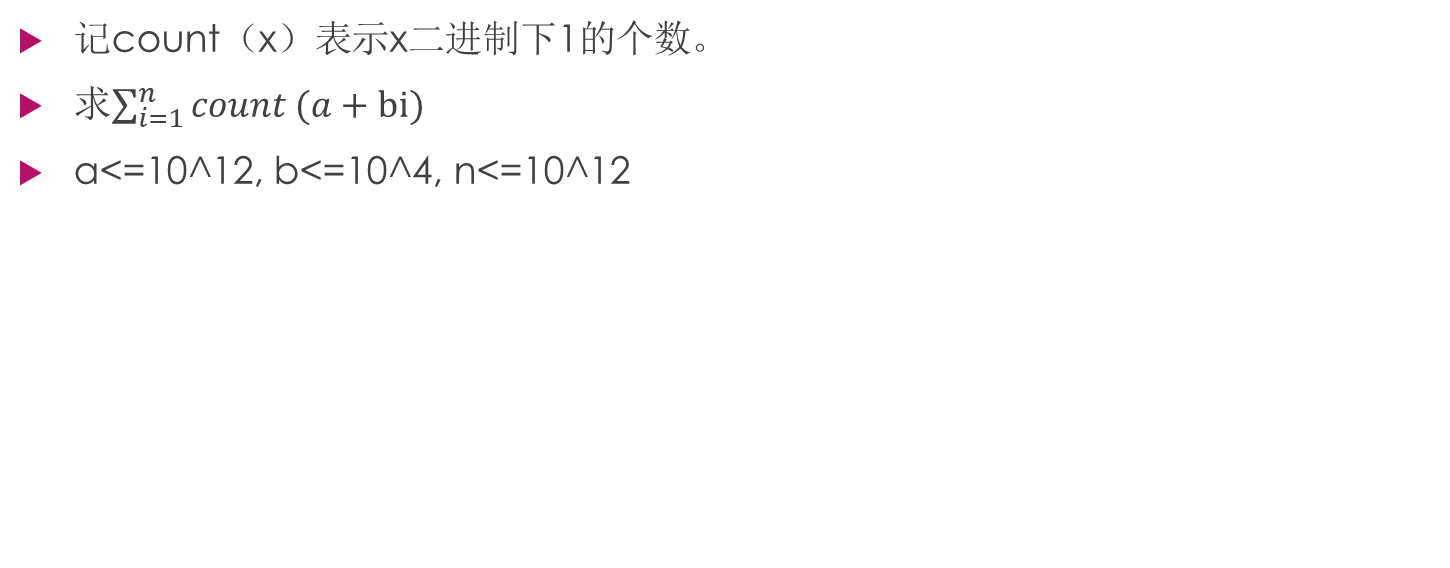 记count（x）表示x二进制下1的个数。
求∑_{i=1}^{n} count (a + bi)
a<=10^12, b<=10^4, n<=10^12